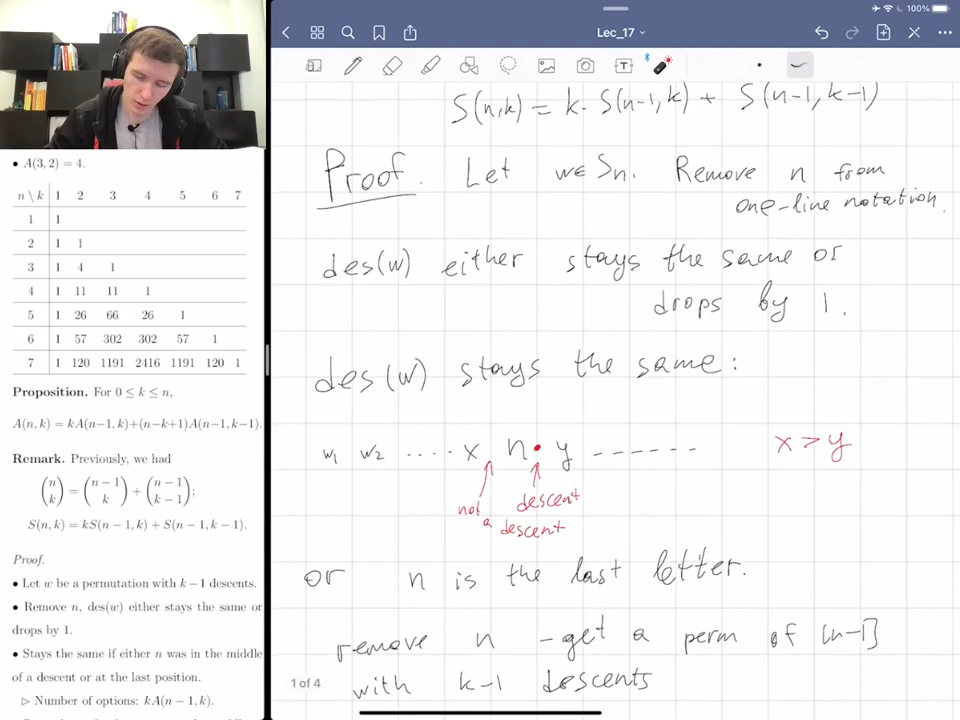 • A(3, 2) = 4.
n \ k 1 2 3 4 5 6 7
1 1
2 1 1
3 1 4 1
4 1 11 11 1
5 1 26 66 26 1
6 1 57 302 302 57 1
7 1 120 1191 2416 1191 120 1
Proposition. For 0 ≤ k ≤ n,
A(n, k) = kA(n−1, k)+(n−k+1)A(n−1, k−1).
Remark. Previously, we had
(n k) = (n−1 k) + (n−1 k−1);
S(n, k) = kS(n − 1, k) + S(n − 1, k − 1).
Proof.
• Let w be a permutation with k−1 descents.
• Remove n, des(w) either stays the same or
drops by 1.
• Stays the same if either n was in the middle
of a descent or at the last position.
▷ Number of options: kA(n − 1, k).
100%
Lec_17
S(n,k) = k. S(n-1,k) + S(n-1,k-1)
Proof. Let w∈Sn. Remove n from
one-line notation.
des(w) either stays the same or
drops by 1.
des(w) stays the same:
w1 w2 .... x n • y ------- x > y
not a descent
descent
or n is the last letter.
remove n - get a perm of [n-1]
with k-1 descents
1 of 4